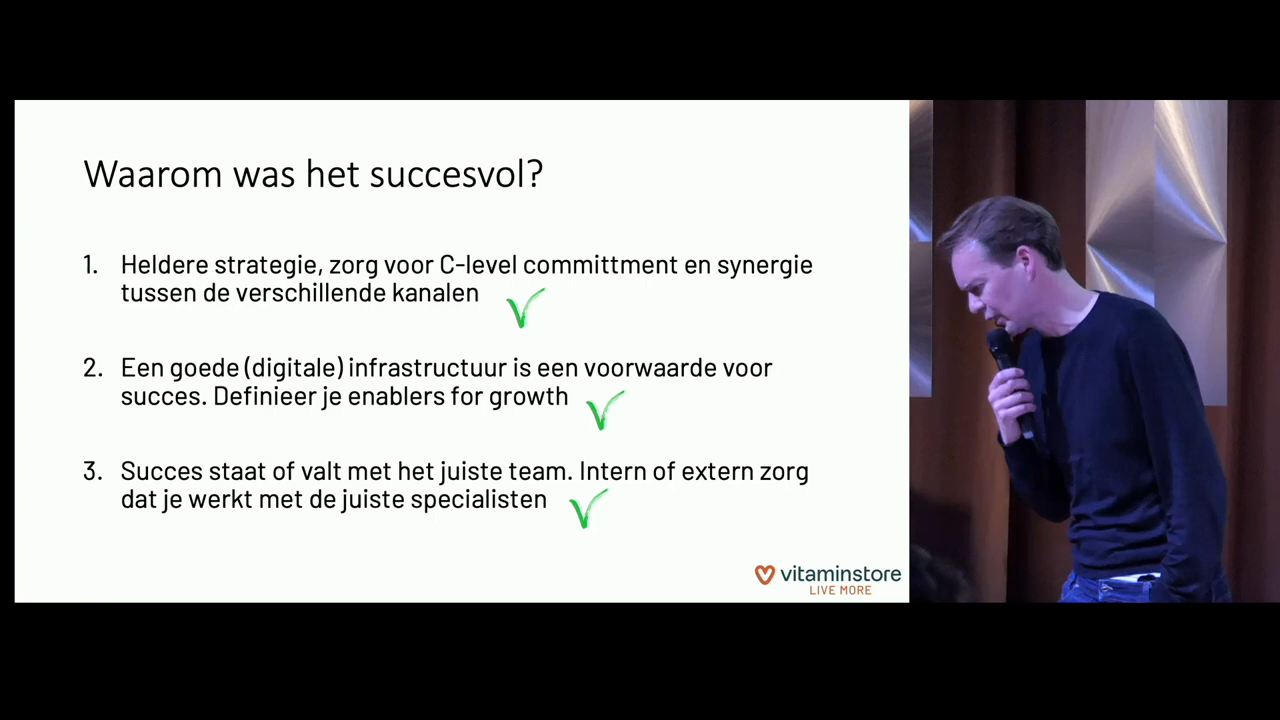 Waarom was het succesvol?
1. Heldere strategie, zorg voor C-level committment en synergie
tussen de verschillende kanalen
2. Een goede (digitale) infrastructuur is een voorwaarde voor
succes. Definieer je enablers for growth
3. Succes staat of valt met het juiste team. Intern of extern zorg
dat je werkt met de juiste specialisten
vitaminstore
LIVE MORE